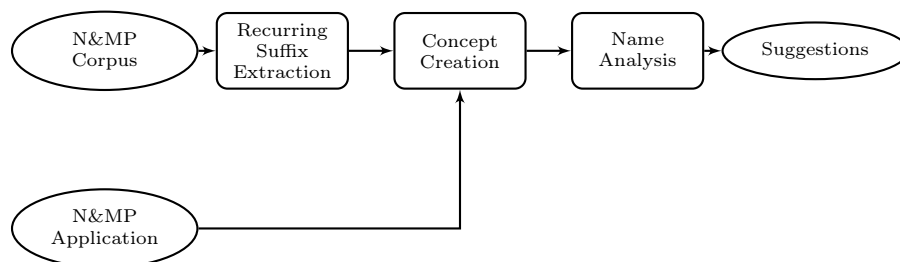 N&MP
Corpus
Recurring
Suffix
Extraction
Concept
Creation
Name
Analysis
Suggestions
N&MP
Application